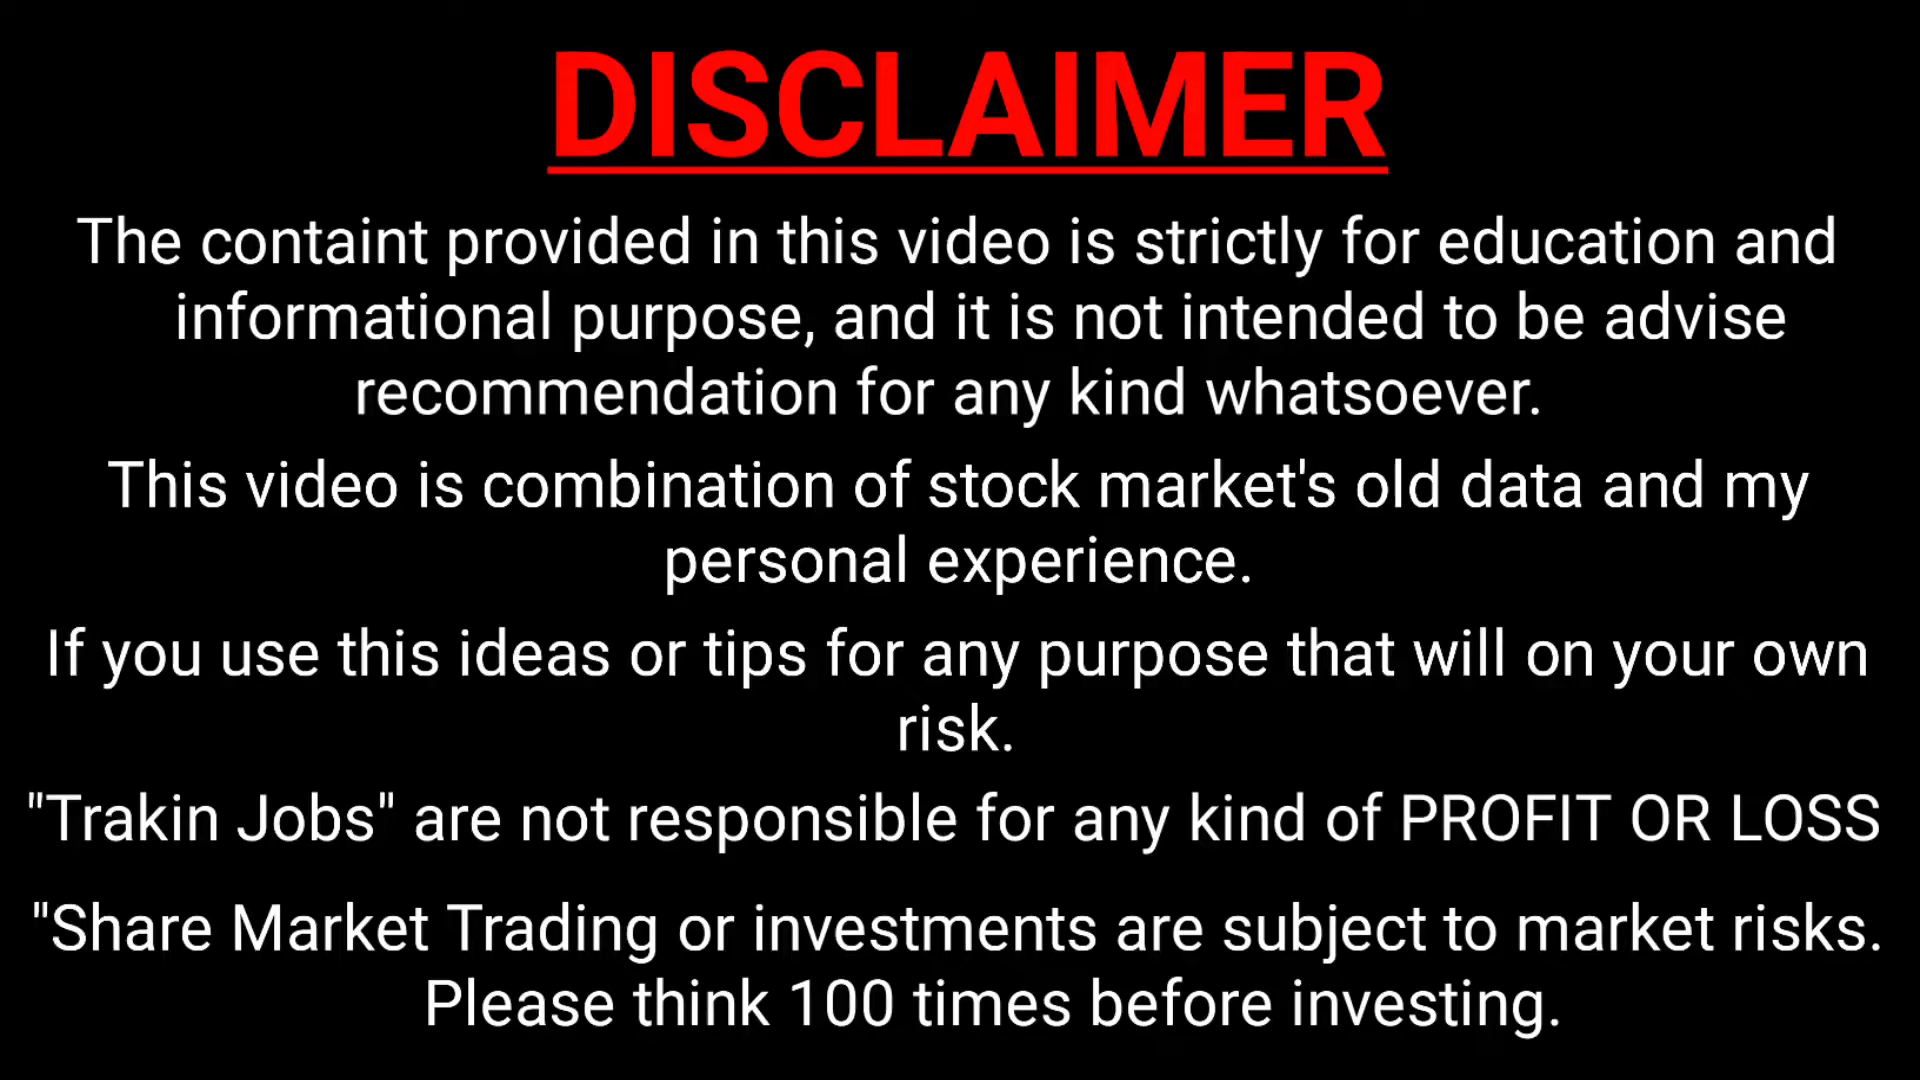 DISCLAIMER
The containt provided in this video is strictly for education and
informational purpose, and it is not intended to be advise
recommendation for any kind whatsoever.
This video is combination of stock market's old data and my
personal experience.
If you use this ideas or tips for any purpose that will on your own
risk.
"Trakin Jobs" are not responsible for any kind of PROFIT OR LOSS
"Share Market Trading or investments are subject to market risks.
Please think 100 times before investing.